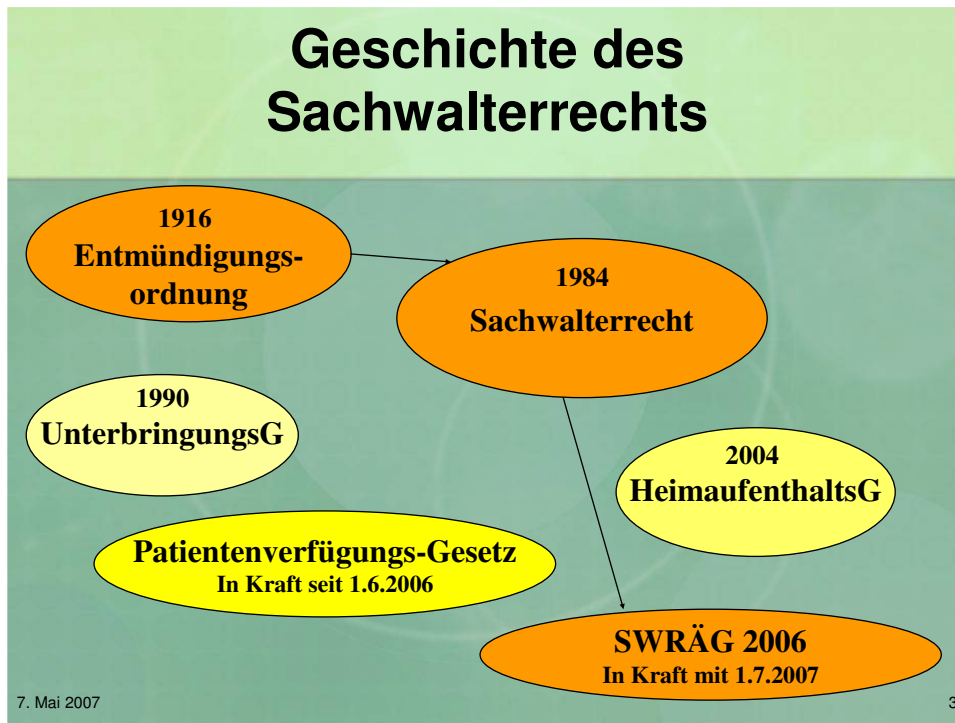 Geschichte des
Sachwalterrechts
1916
Entmündigungs-
ordnung
1984
Sachwalterrecht
1990
UnterbringungsG
2004
HeimaufenthaltsG
Patientenverfügungs-Gesetz
In Kraft seit 1.6.2006
SWRÄG 2006
In Kraft mit 1.7.2007
7. Mai 2007
3